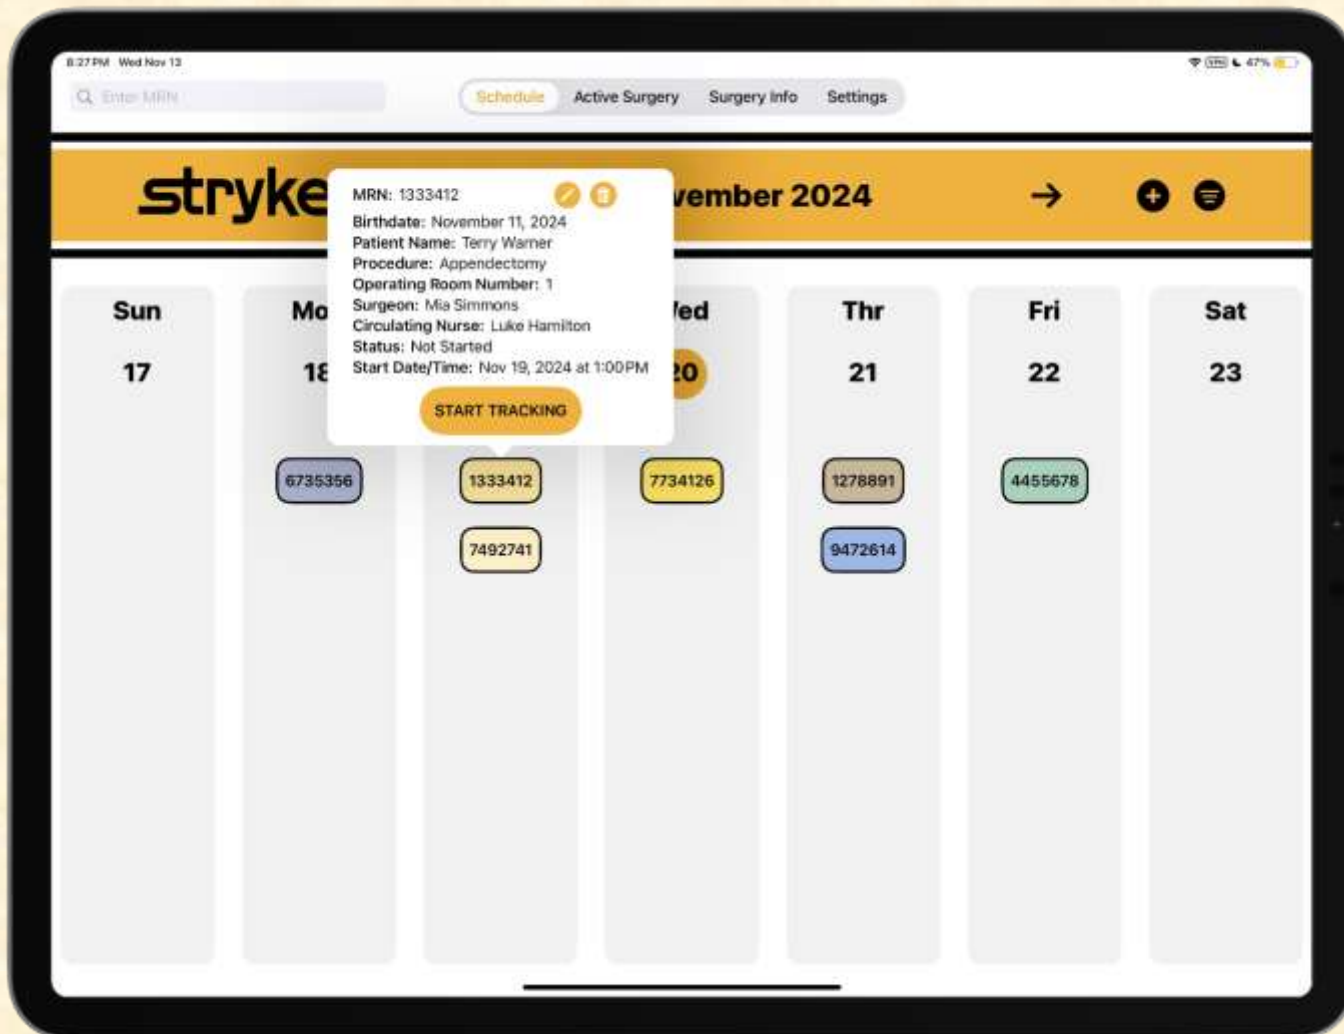 8:27 PM Wed Nov 13
47%
Enter MRN
Schedule Active Surgery Surgery Info Settings
stryke
vember 2024
MRN: 1333412
Birthdate: November 11, 2024
Patient Name: Terry Warner
Procedure: Appendectomy
Operating Room Number: 1
Surgeon: Mia Simmons
Circulating Nurse: Luke Hamilton
Status: Not Started
Start Date/Time: Nov 19, 2024 at 1:00PM
START TRACKING
Sun Mo ed Thr Fri Sat
17 18 20 21 22 23
6735356 1333412 7734126 1278891 4455678
7492741 9472614